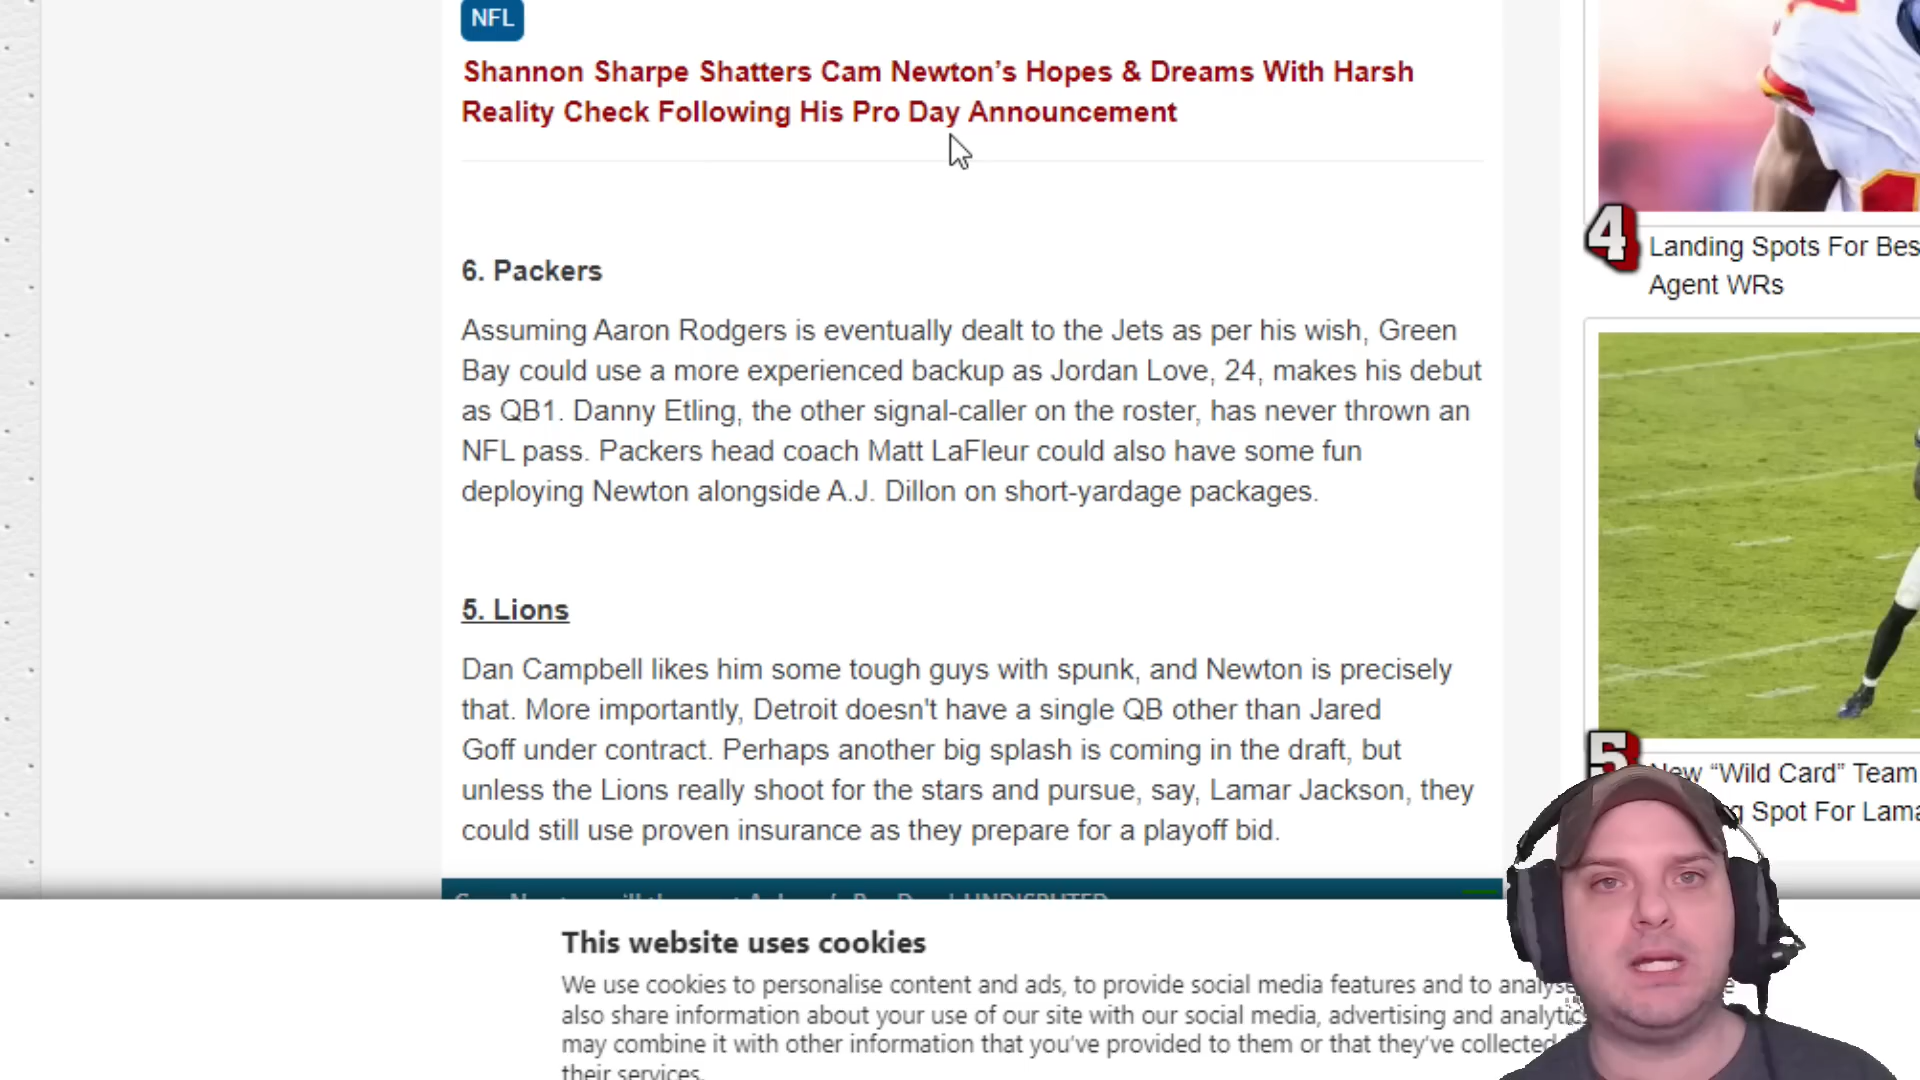 NFL
Shannon Sharpe Shatters Cam Newton’s Hopes & Dreams With Harsh
Reality Check Following His Pro Day Announcement
6. Packers
Assuming Aaron Rodgers is eventually dealt to the Jets as per his wish, Green
Bay could use a more experienced backup as Jordan Love, 24, makes his debut
as QB1. Danny Etling, the other signal-caller on the roster, has never thrown an
NFL pass. Packers head coach Matt LaFleur could also have some fun
deploying Newton alongside A.J. Dillon on short-yardage packages.
5. Lions
Dan Campbell likes him some tough guys with spunk, and Newton is precisely
that. More importantly, Detroit doesn't have a single QB other than Jared
Goff under contract. Perhaps another big splash is coming in the draft, but
unless the Lions really shoot for the stars and pursue, say, Lamar Jackson, they
could still use proven insurance as they prepare for a playoff bid.
This website uses cookies
We use cookies to personalise content and ads, to provide social media features and to analyse
also share information about your use of our site with our social media, advertising and analytic
may combine it with other information that you’ve provided to them or that they’ve collected
their services.
4
Landing Spots For Bes
Agent WRs
5
New “Wild Card” Team
g Spot For Lama